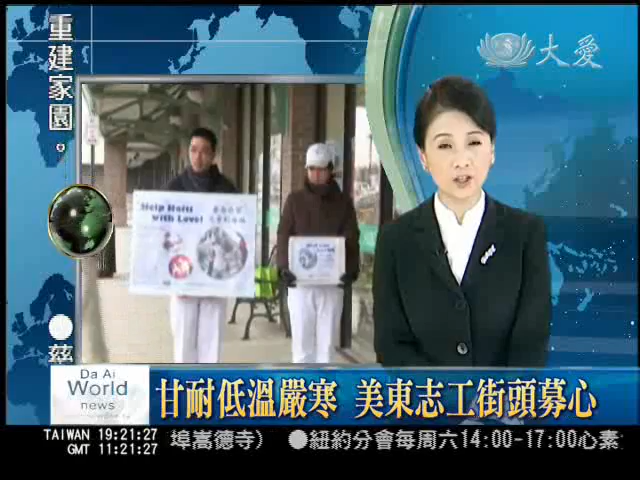 重建家園。
●慈
大愛
Help Haiti
with Love!
Da Ai
World
news
甘耐低溫嚴寒 美東志工街頭募心
TAIWAN 19:21:27
GMT 11:21:27
埠嵩德寺） ●紐約分會每周六14:00-17:00心素